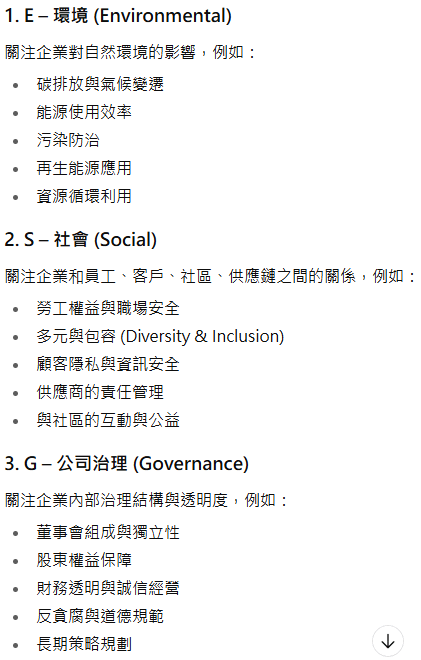 1. E – 環境 (Environmental)
關注企業對自然環境的影響，例如：
• 碳排放與氣候變遷
• 能源使用效率
• 污染防治
• 再生能源應用
• 資源循環利用
2. S – 社會 (Social)
關注企業和員工、客戶、社區、供應鏈之間的關係，例如：
• 勞工權益與職場安全
• 多元與包容 (Diversity & Inclusion)
• 顧客隱私與資訊安全
• 供應商的責任管理
• 與社區的互動與公益
3. G – 公司治理 (Governance)
關注企業內部治理結構與透明度，例如：
• 董事會組成與獨立性
• 股東權益保障
• 財務透明與誠信經營
• 反貪腐與道德規範
• 長期策略規劃